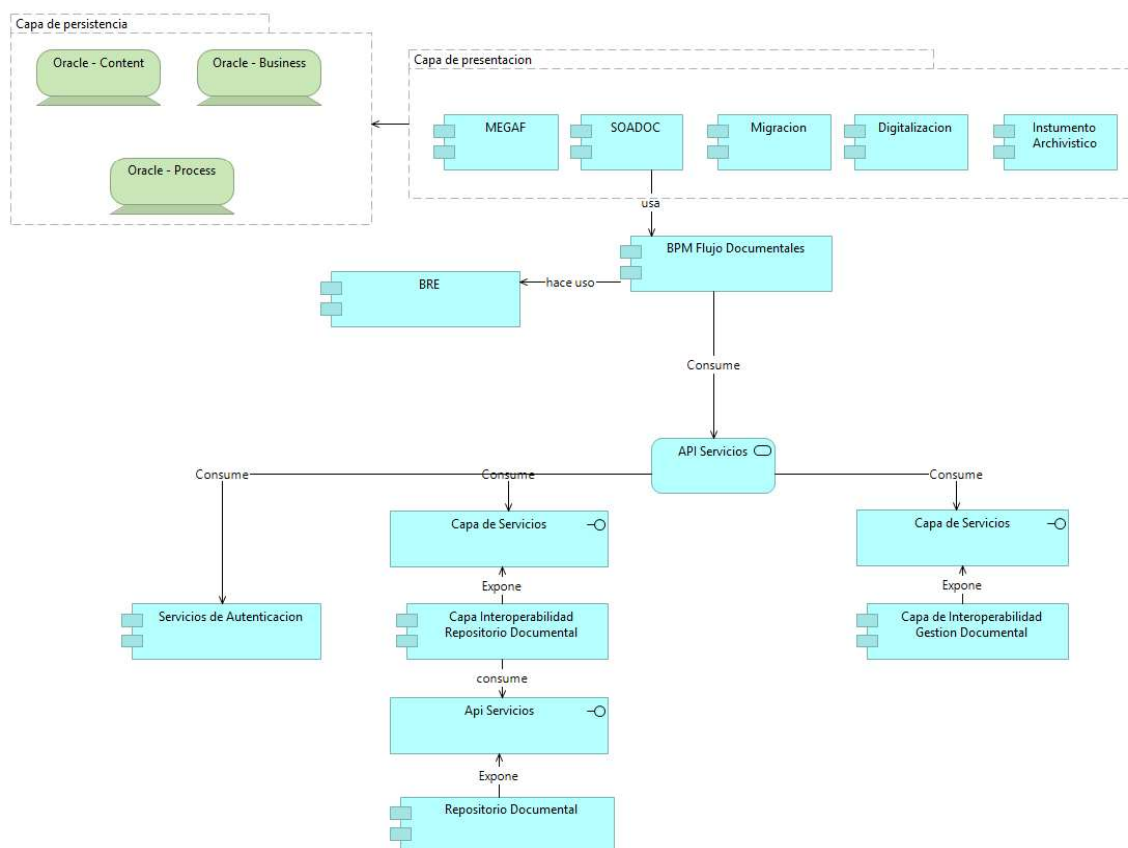 Capa de persistencia
Oracle - Content
Oracle - Business
Oracle - Process
Capa de presentacion
MEGAF
SOADOC
Migracion
Digitalizacion
Instumento
Archivistico
usa
BPM Flujo Documentales
hace uso
BRE
Consume
API Servicios
Consume
Consume
Consume
Capa de Servicios
Capa de Servicios
Expone
Expone
Servicios de Autenticacion
Capa Interoperabilidad
Repositorio Documental
Capa de Interoperabilidad
Gestion Documental
consume
Api Servicios
Expone
Repositorio Documental